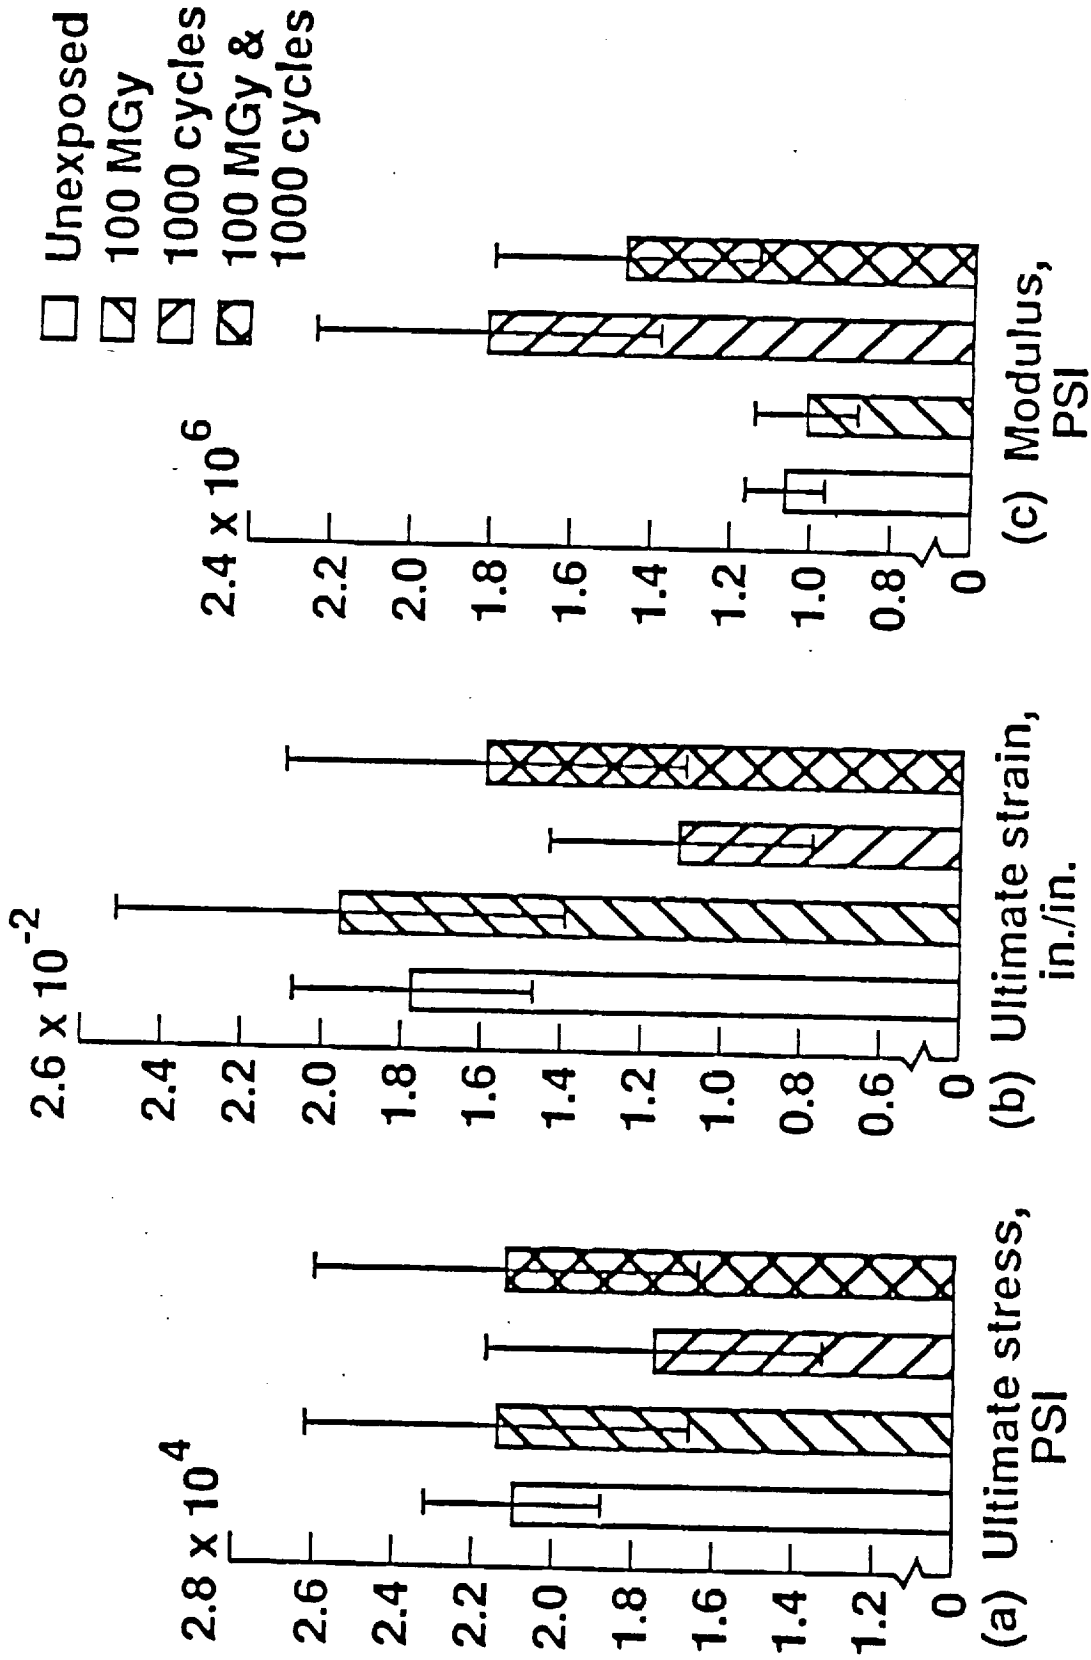 Unexposed
100 MGy
1000 cycles
100 MGy &
1000 cycles
2.8 x 10⁴
2.6
2.4
2.2
2.0
1.8
1.6
1.4
1.2
0
(a) Ultimate stress,
PSI
2.6 x 10⁻²
2.4
2.2
2.0
1.8
1.6
1.4
1.2
1.0
0.8
0.6
0
(b) Ultimate strain,
in./in.
2.4 x 10⁶
2.2
2.0
1.8
1.6
1.4
1.2
1.0
0.8
0
(c) Modulus,
PSI